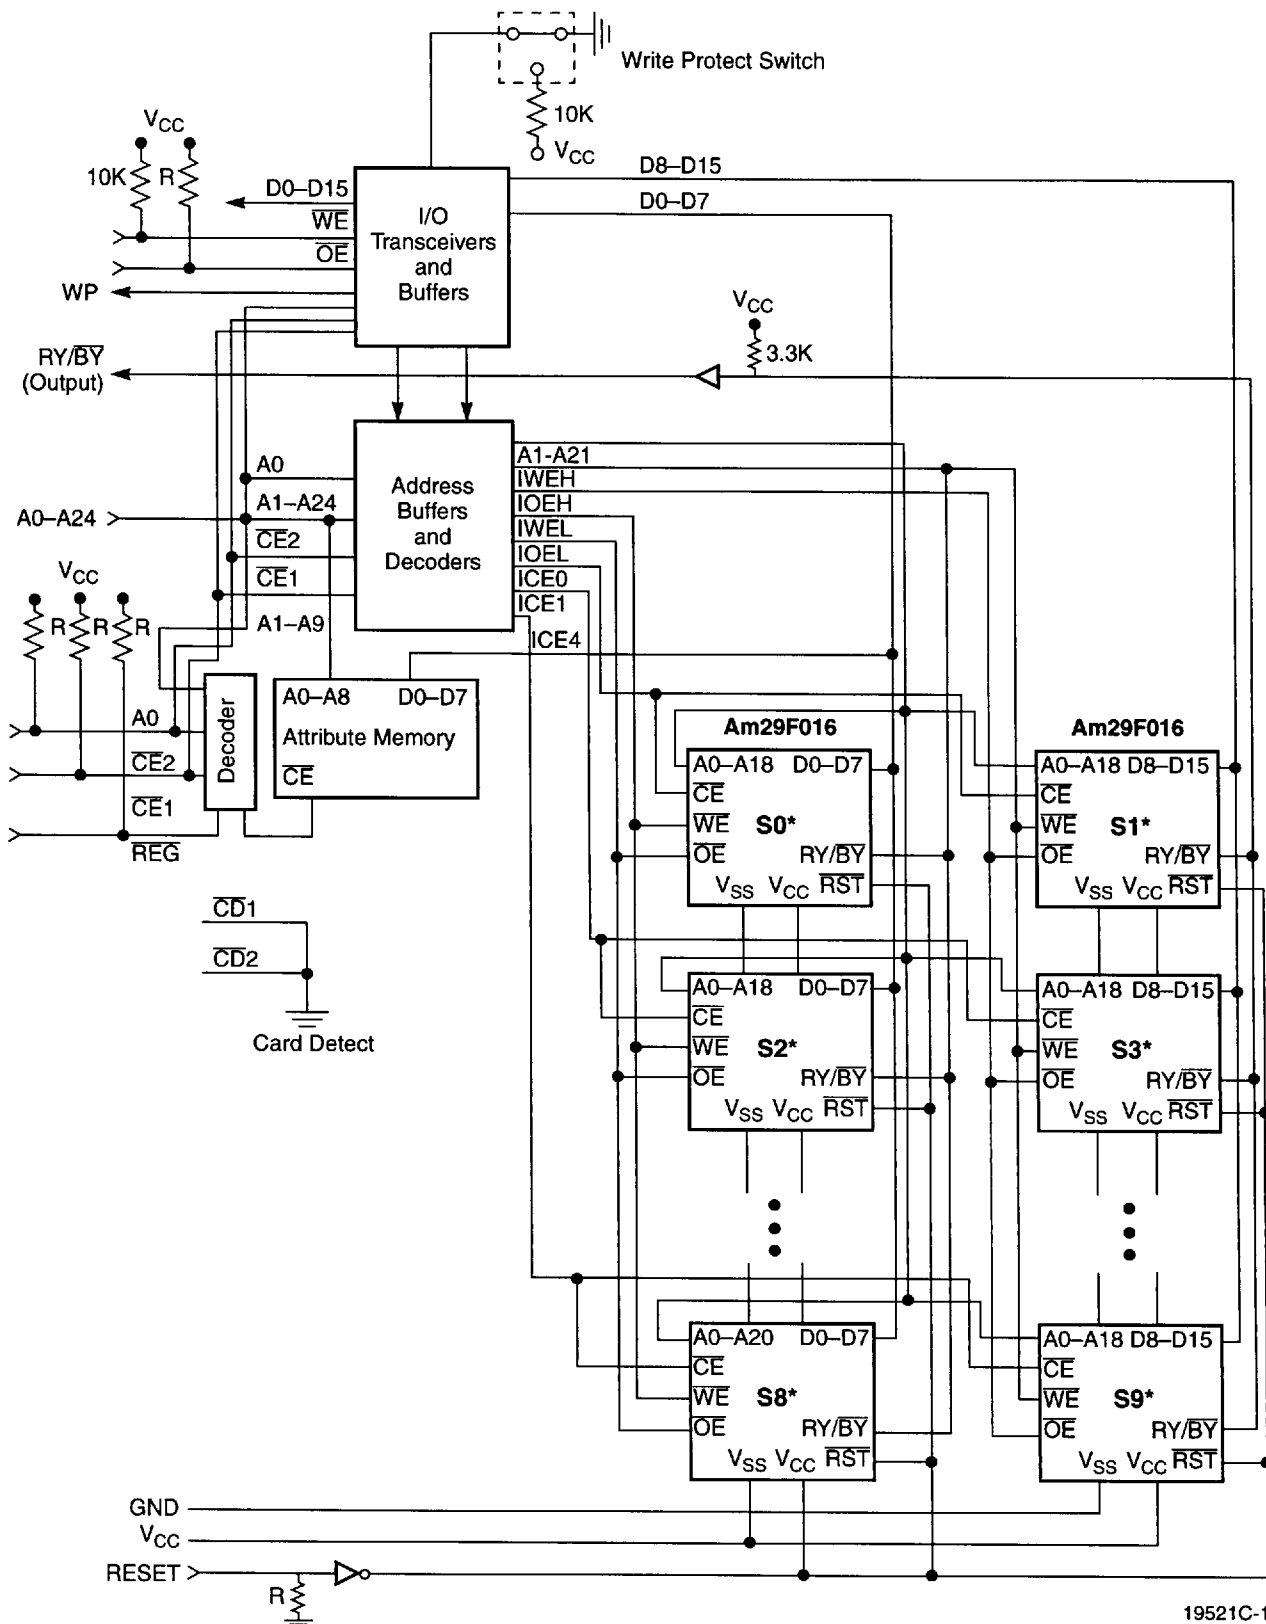 Write Protect Switch
10K
VCC
VCC
10K
R
D0–D15
WE
OE
WP
I/O
Transceivers
and
Buffers
D8–D15
D0–D7
VCC
3.3K
RY/BY
(Output)
A0
A0–A24
A1–A24
CE2
CE1
A1–A9
Address
Buffers
and
Decoders
A1-A21
IWEH
IOEH
IWEL
IOEL
ICE0
ICE1
ICE4
VCC
R
R
R
A0
CE2
CE1
REG
Decoder
A0–A8
D0–D7
Attribute Memory
CE
CD1
CD2
Card Detect
Am29F016
A0–A18 D0–D7
CE
WE
S0*
OE
RY/BY
VSS VCC RST
Am29F016
A0–A18 D8–D15
CE
WE
S1*
OE
RY/BY
VSS VCC RST
A0–A18 D0–D7
CE
WE
S2*
OE
RY/BY
VSS VCC RST
A0–A18 D8–D15
CE
WE
S3*
OE
RY/BY
VSS VCC RST
A0–A20 D0–D7
CE
WE
S8*
OE
RY/BY
VSS VCC RST
A0–A18 D8–D15
CE
WE
S9*
OE
RY/BY
VSS VCC RST
GND
VCC
RESET
R
19521C-1